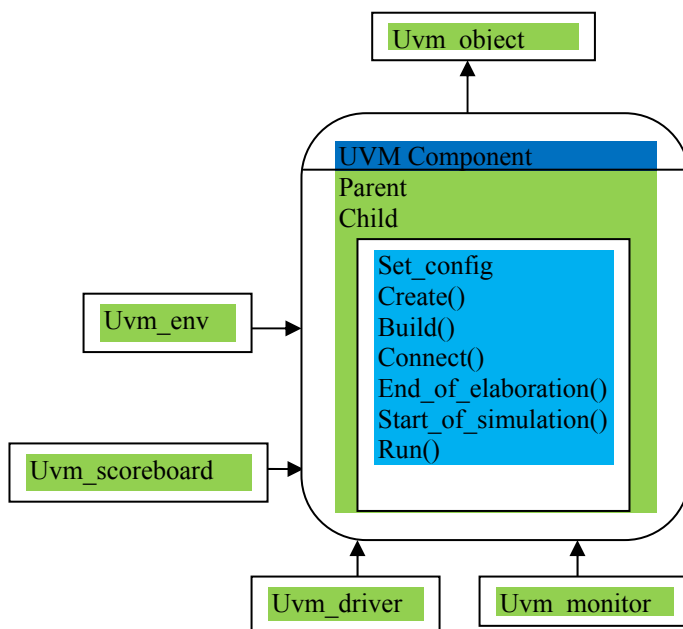 Uvm_object
UVM Component
Parent
Child
Set_config
Create()
Build()
Connect()
End_of_elaboration()
Start_of_simulation()
Run()
Uvm_env
Uvm_scoreboard
Uvm_driver
Uvm_monitor